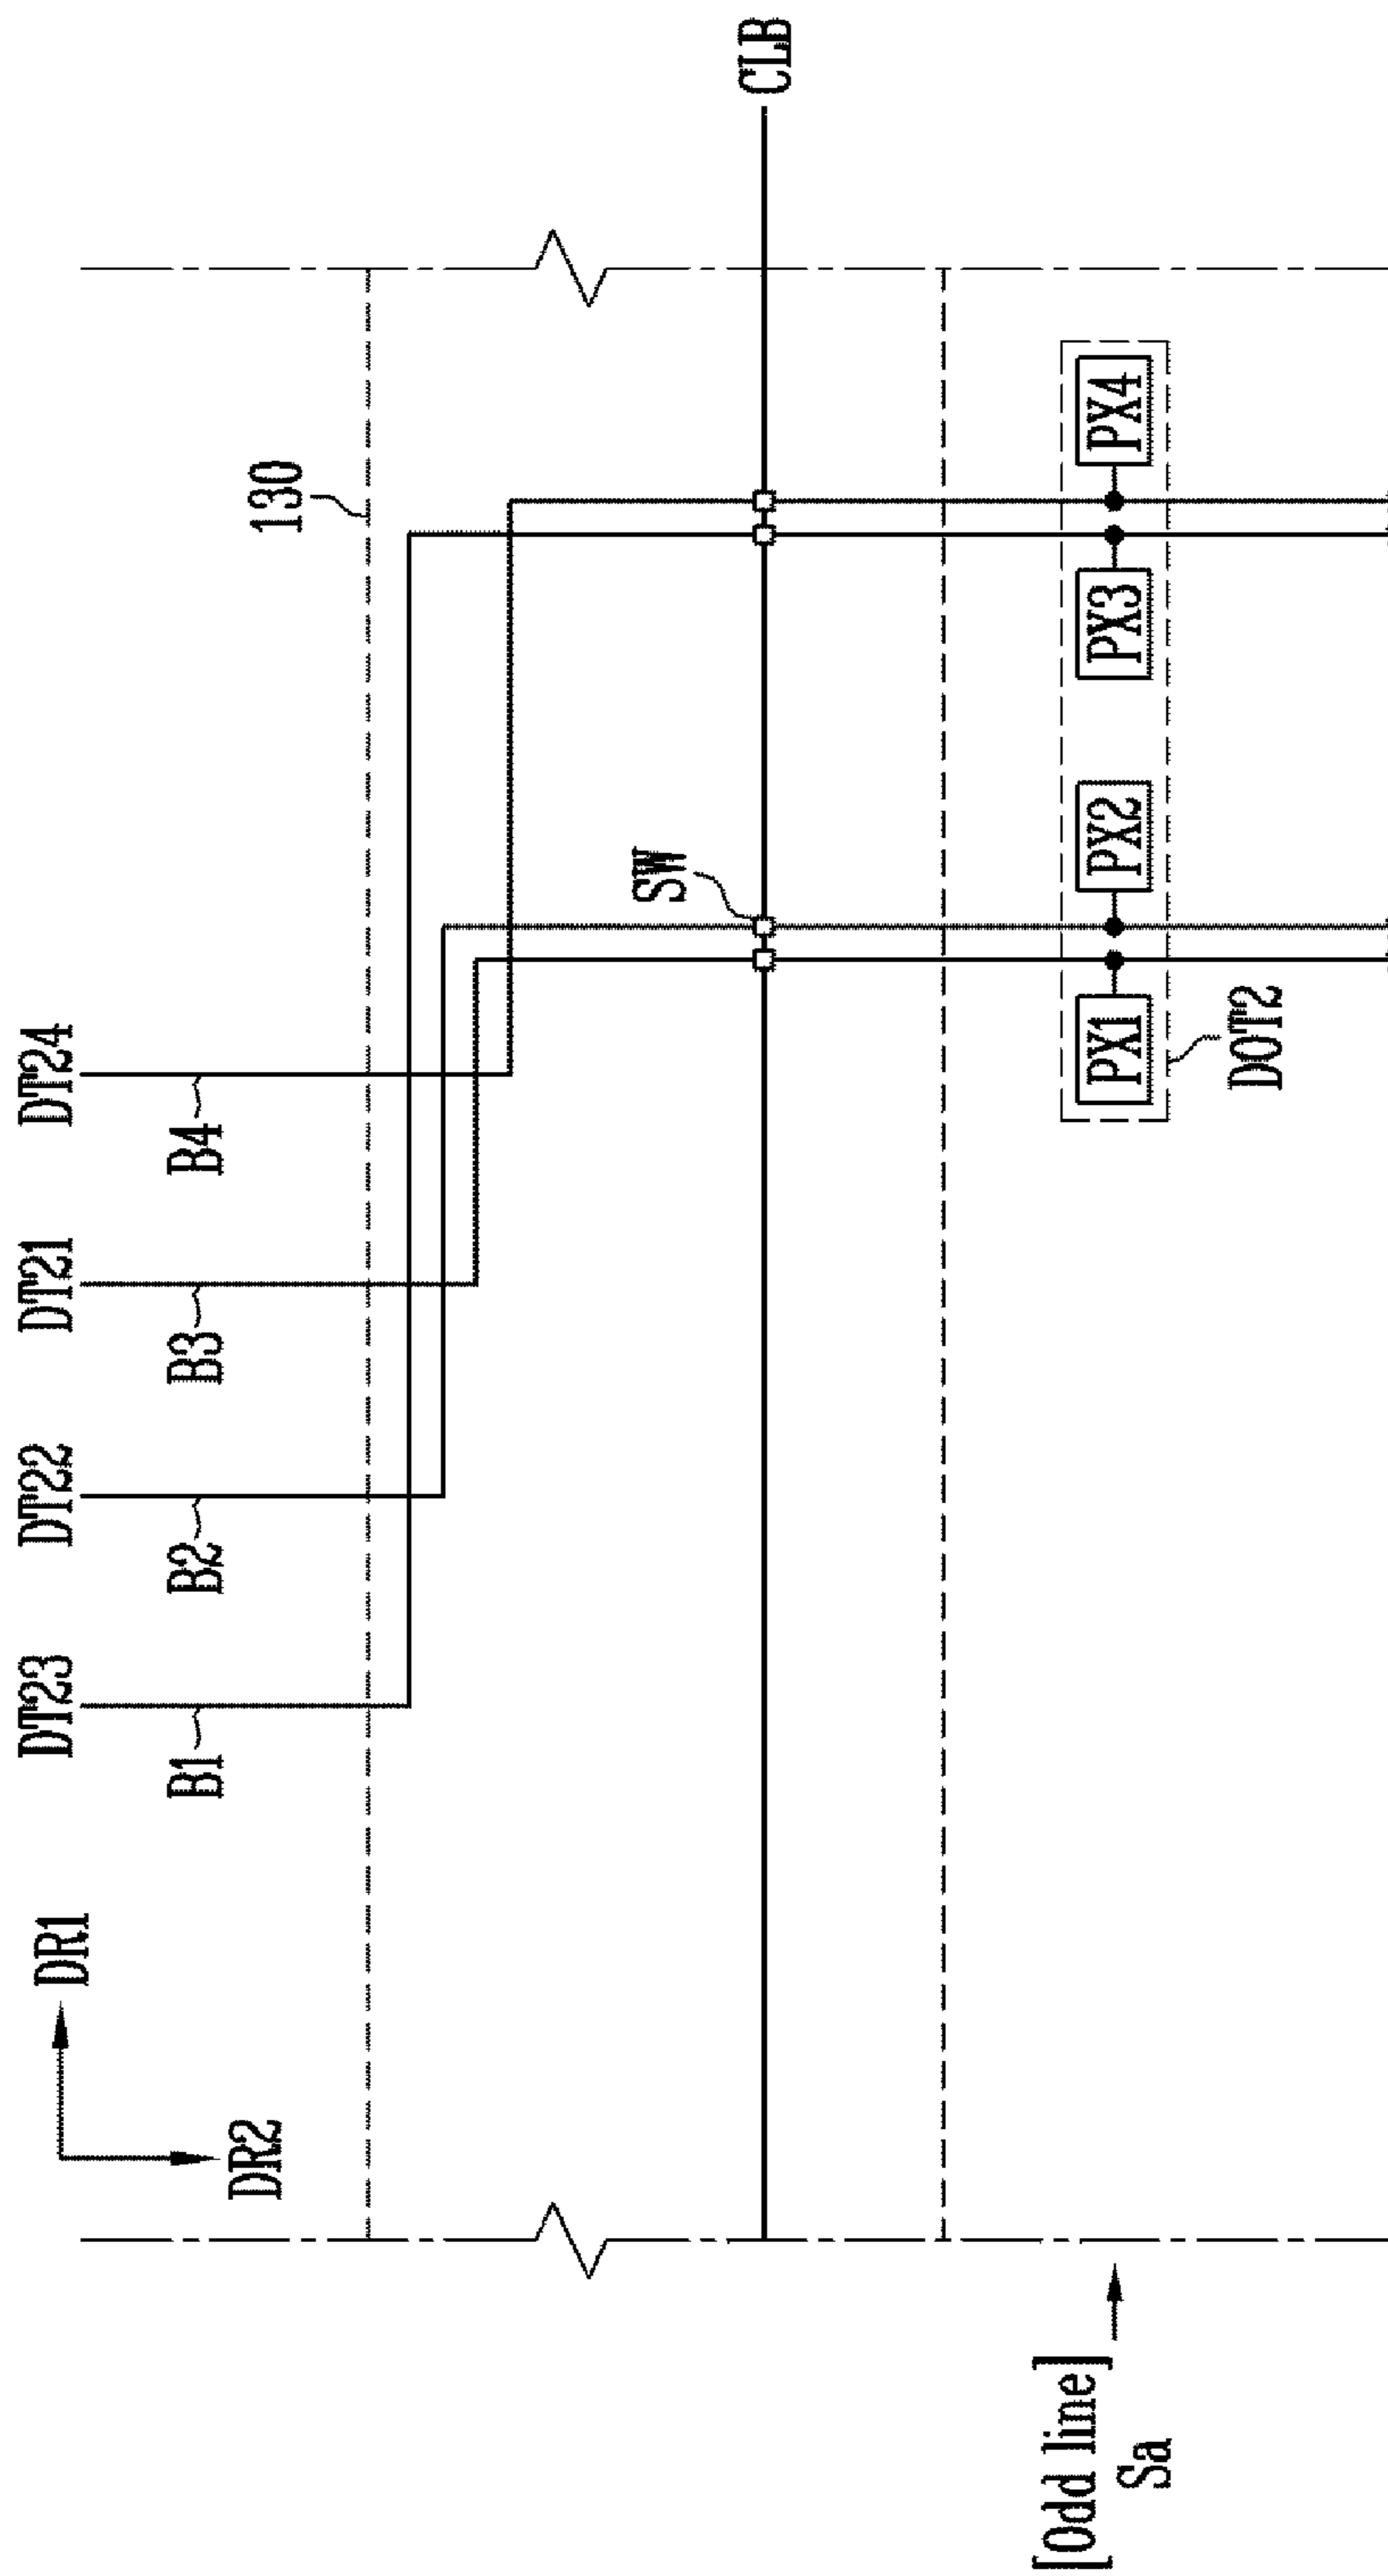 DR1
DR2
DT23
DT22
DT21
DT24
B1
B2
B3
B4
130
SW
CLB
[Odd line]
Sa
PX1
PX2
PX3
PX4
DOT2